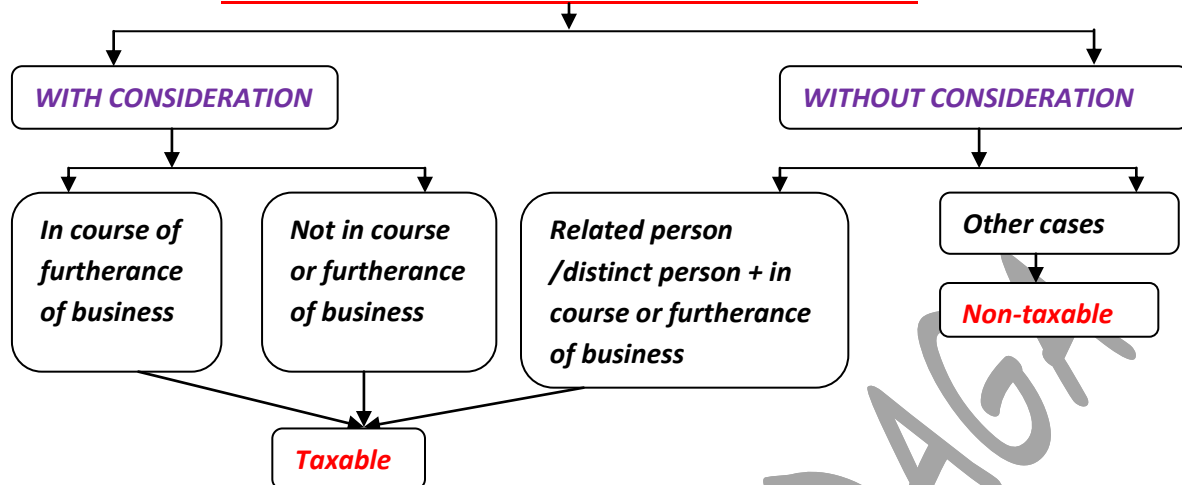 WITH CONSIDERATION
WITHOUT CONSIDERATION
In course of
furtherance
of business
Not in course
or furtherance
of business
Related person
/distinct person + in
course or furtherance
of business
Other cases
Non-taxable
Taxable